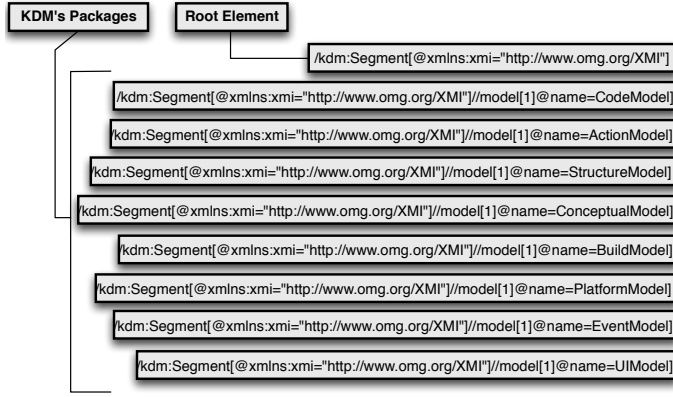 KDM's Packages
Root Element
/kdm:Segment[@xmlns:xmi="http://www.omg.org/XMI"]
/kdm:Segment[@xmlns:xmi="http://www.omg.org/XMI"]//model[1]@name=CodeModel]
/kdm:Segment[@xmlns:xmi="http://www.omg.org/XMI"]//model[1]@name=ActionModel]
/kdm:Segment[@xmlns:xmi="http://www.omg.org/XMI"]//model[1]@name=StructureModel]
/kdm:Segment[@xmlns:xmi="http://www.omg.org/XMI"]//model[1]@name=ConceptualModel]
/kdm:Segment[@xmlns:xmi="http://www.omg.org/XMI"]//model[1]@name=BuildModel]
/kdm:Segment[@xmlns:xmi="http://www.omg.org/XMI"]//model[1]@name=PlatformModel]
/kdm:Segment[@xmlns:xmi="http://www.omg.org/XMI"]//model[1]@name=EventModel]
/kdm:Segment[@xmlns:xmi="http://www.omg.org/XMI"]//model[1]@name=UIModel]